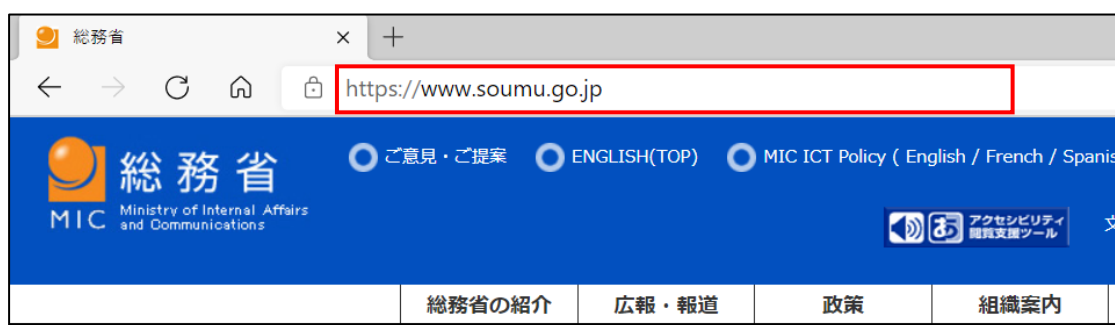 総務省
https://www.soumu.go.jp
総務省
MIC Ministry of Internal Affairs
and Communications
ご意見・ご提案 ENGLISH(TOP) MIC ICT Policy ( English / French / Spanis
あ アクセシビリティ
閲覧支援ツール
文
総務省の紹介 広報・報道 政策 組織案内